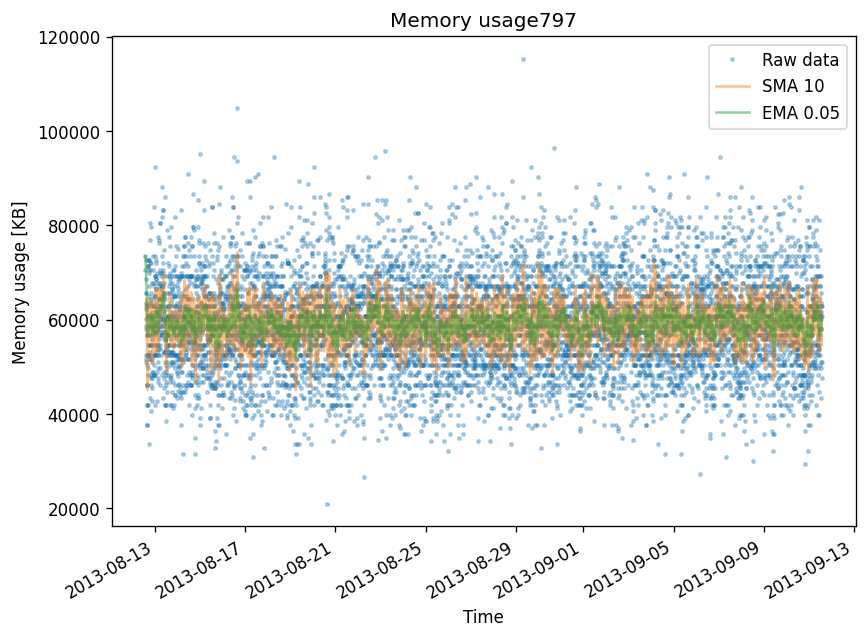 Memory usage797
120000
100000
80000
60000
40000
20000
Memory usage [KB]
Raw data
SMA 10
EMA 0.05
2013-08-13
2013-08-17
2013-08-21
2013-08-25
2013-08-29
2013-09-01
2013-09-05
2013-09-09
2013-09-13
Time